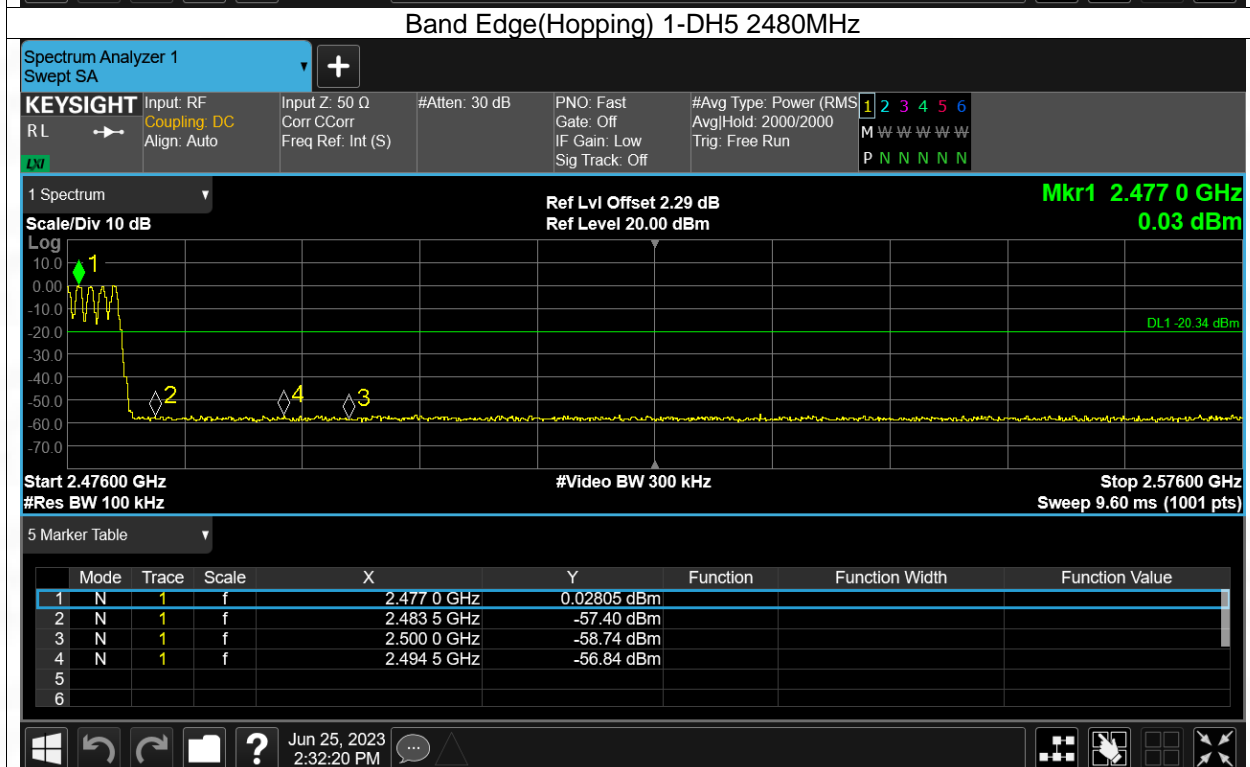 Band Edge(Hopping) 1-DH5 2480MHz
Spectrum Analyzer 1
Swept SA
+
KEYSIGHT Input: RF Input Z: 50 Ω #Atten: 30 dB PNO: Fast #Avg Type: Power (RMS 1 2 3 4 5 6
RL Coupling: DC Corr CCorr Gate: Off Avg|Hold: 2000/2000 M W W W W W
Align: Auto Freq Ref: Int (S) IF Gain: Low Trig: Free Run
LXI Sig Track: Off P N N N N N
1 Spectrum Ref Lvl Offset 2.29 dB Mkr1 2.477 0 GHz
Scale/Div 10 dB Ref Level 20.00 dBm 0.03 dBm
Log
10.0 1
0.00
-10.0
-20.0 DL1 -20.34 dBm
-30.0
-40.0
-50.0 2 4 3
-60.0
-70.0
Start 2.47600 GHz #Video BW 300 kHz Stop 2.57600 GHz
#Res BW 100 kHz Sweep 9.60 ms (1001 pts)
5 Marker Table
Mode Trace Scale X Y Function Function Width Function Value
1 N 1 f 2.477 0 GHz 0.02805 dBm
2 N 1 f 2.483 5 GHz -57.40 dBm
3 N 1 f 2.500 0 GHz -58.74 dBm
4 N 1 f 2.494 5 GHz -56.84 dBm
5
6
? Jun 25, 2023
2:32:20 PM